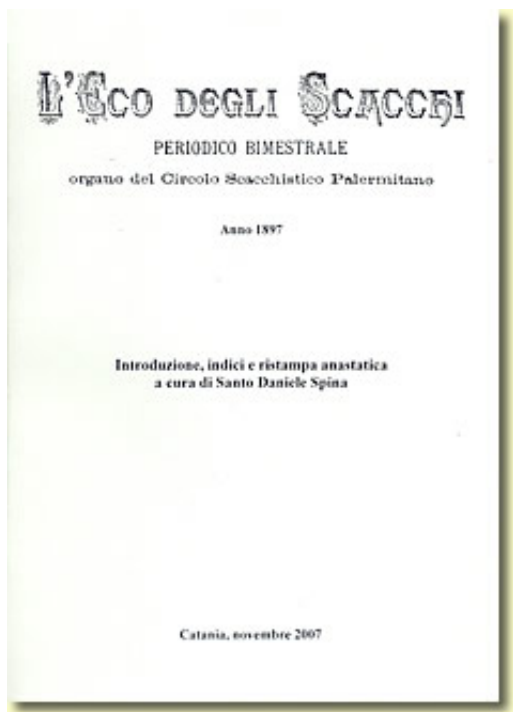 L'Eco degli Scacchi
PERIODICO BIMESTRALE
organo del Circolo Scacchistico Palermitano
Anno 1897
Introduzione, indici e ristampa anastatica
a cura di Santo Daniele Spina
Catania, novembre 2007